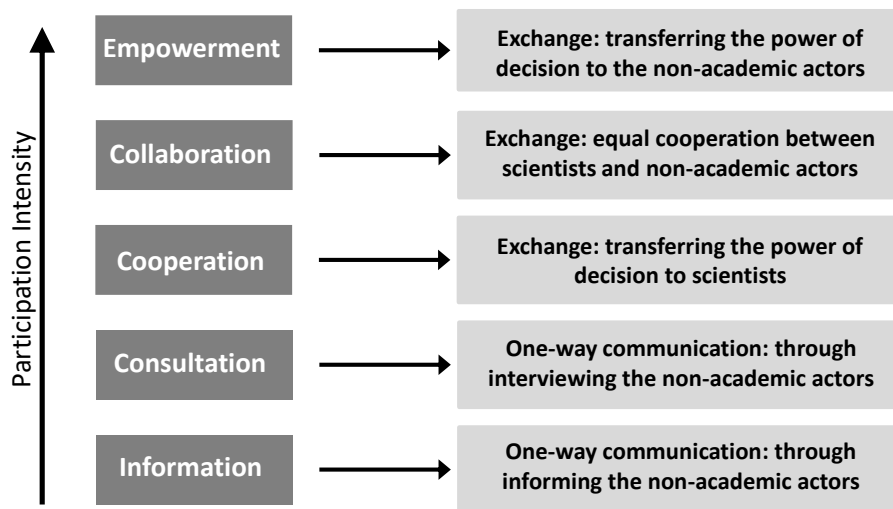 Participation Intensity
Empowerment
Exchange: transferring the power of
decision to the non-academic actors
Collaboration
Exchange: equal cooperation between
scientists and non-academic actors
Cooperation
Exchange: transferring the power of
decision to scientists
Consultation
One-way communication: through
interviewing the non-academic actors
Information
One-way communication: through
informing the non-academic actors